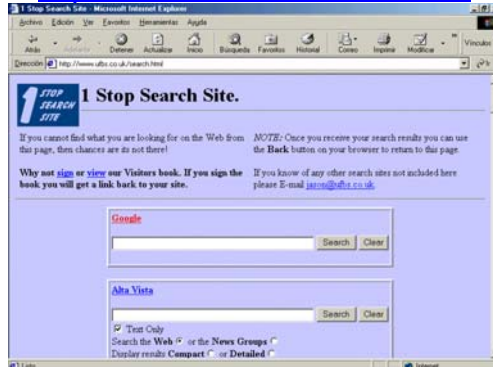 1 Stop Search Site - Microsoft Internet Explorer
Archivo Edición Ver Favoritos Herramientas Ayuda
Atrás Adelante Detener Actualizar Inicio Búsqueda Favoritos Historial Correo Imprimir Modificar Vínculos
Dirección http://www.ufbs.co.uk/search.html
1 STOP SEARCH SITE
1 Stop Search Site.
If you cannot find what you are looking for on the Web from
this page, then chances are its not there!
Why not sign or view our Visitors book. If you sign the
book you will get a link back to your site.
NOTE: Once you receive your search results you can use
the Back button on your browser to return to this page.
If you know of any other search sites not included here
please E-mail jason@ufbs.co.uk.
Google
Search Clear
Alta Vista
Search Clear
Text Only
Search the Web or the News Groups
Display results Compact or Detailed
Listo Internet